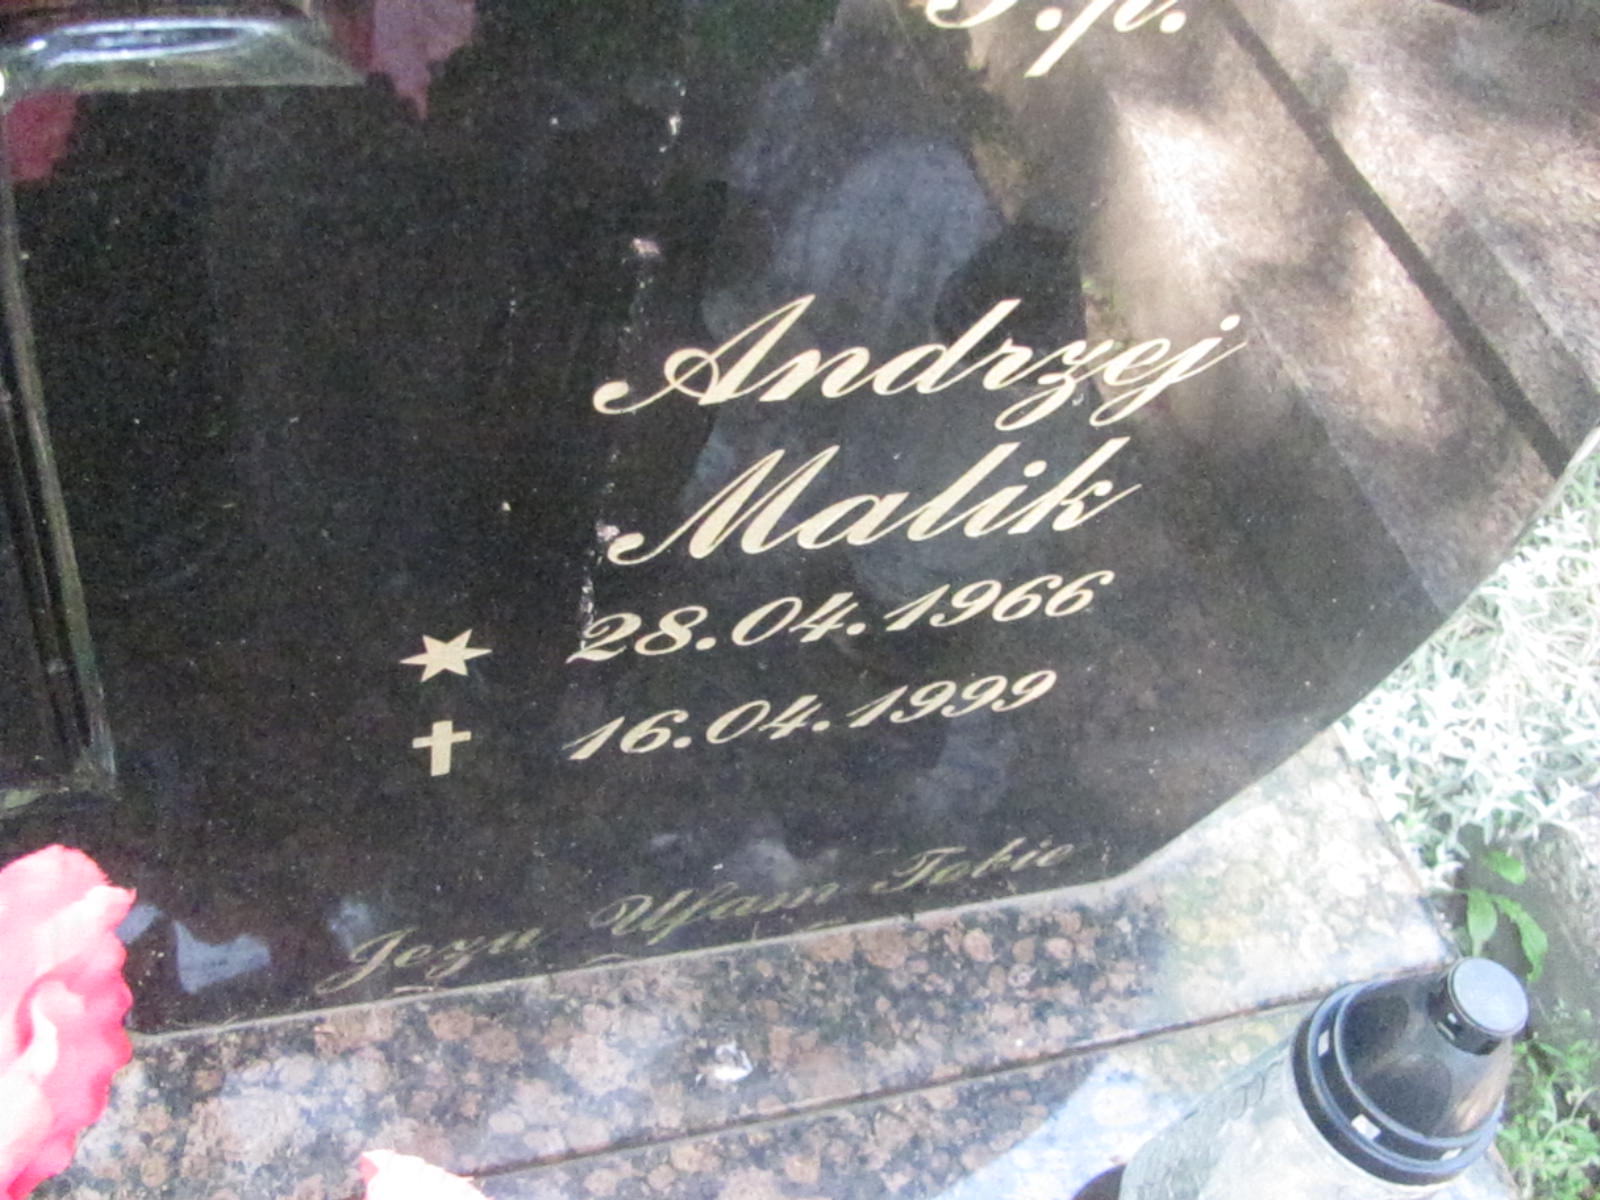 Ś.p.
Andrzej
Malik
28.04.1966
16.04.1999
Jezu Ufam Tobie